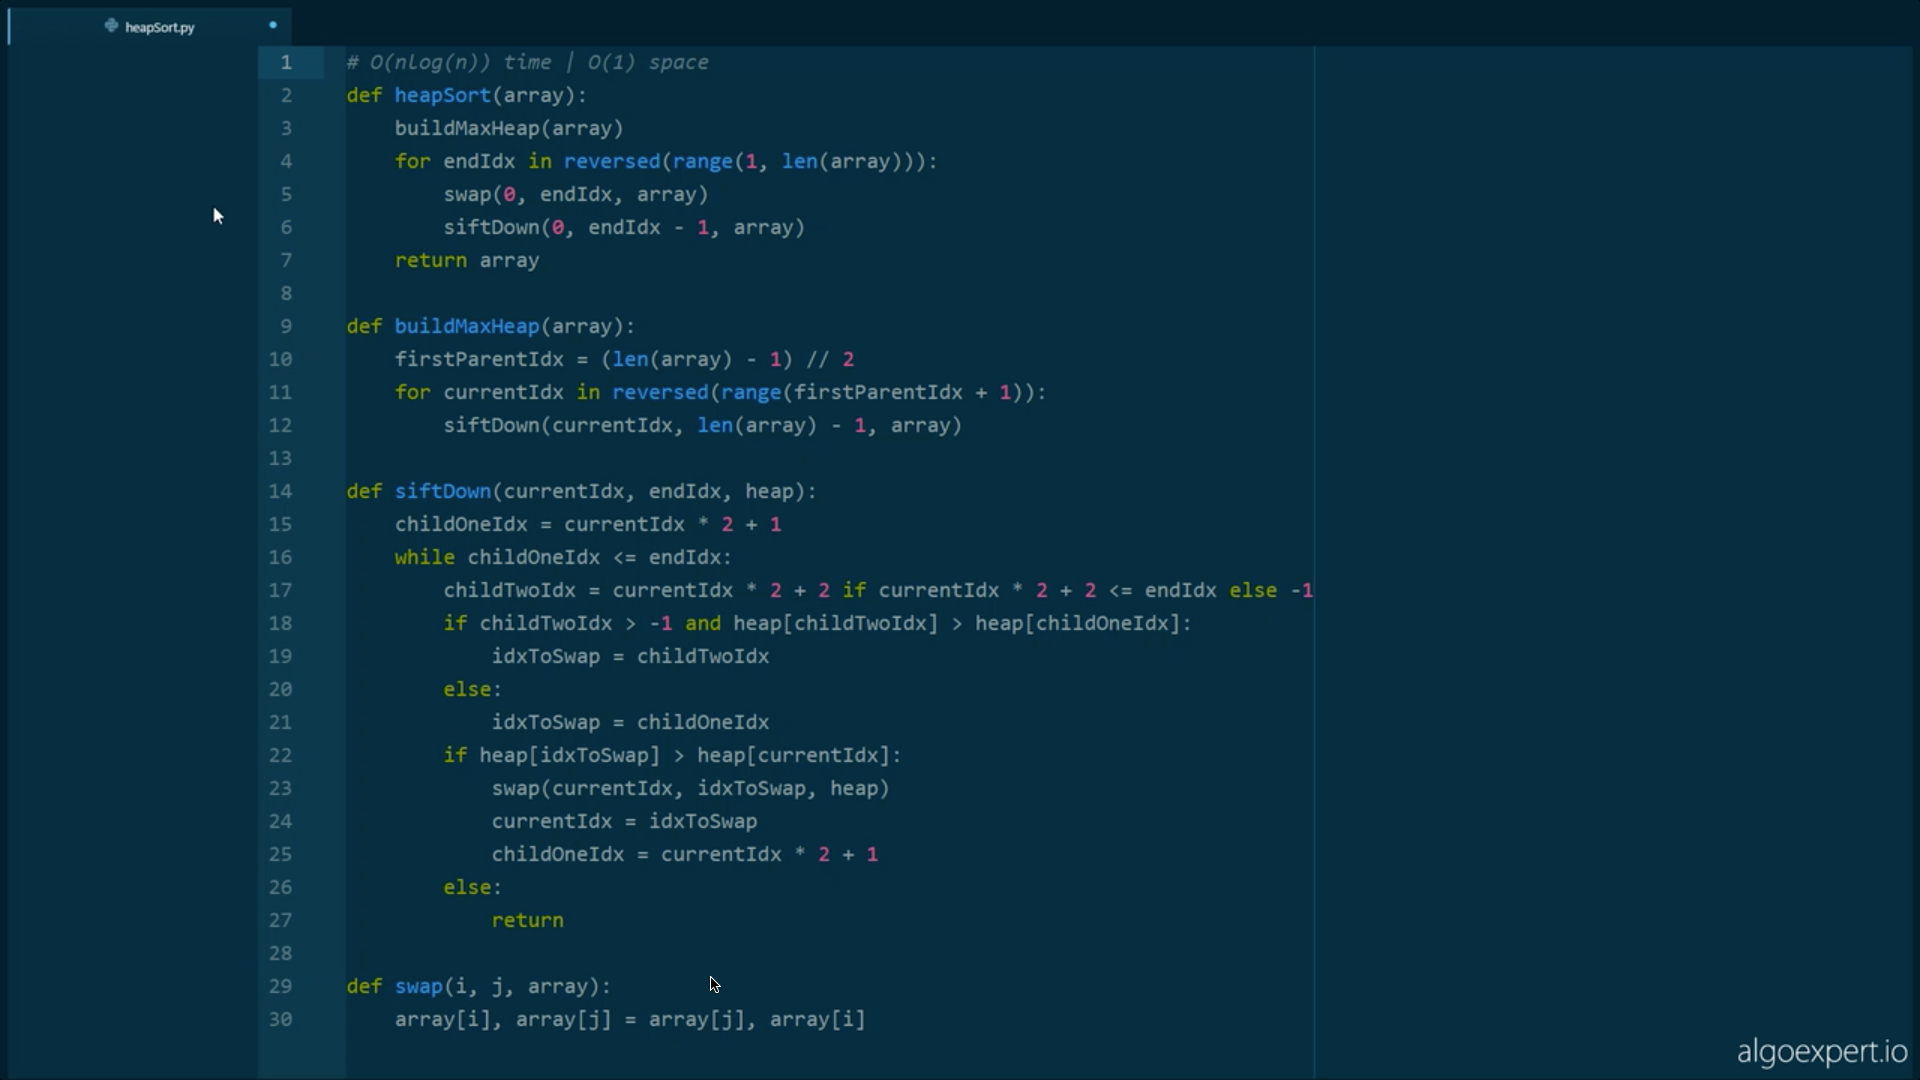 heapSort.py
1 # O(nlog(n)) time | O(1) space
2 def heapSort(array):
3     buildMaxHeap(array)
4     for endIdx in reversed(range(1, len(array))):
5         swap(0, endIdx, array)
6         siftDown(0, endIdx - 1, array)
7     return array
8
9 def buildMaxHeap(array):
10     firstParentIdx = (len(array) - 1) // 2
11     for currentIdx in reversed(range(firstParentIdx + 1)):
12         siftDown(currentIdx, len(array) - 1, array)
13
14 def siftDown(currentIdx, endIdx, heap):
15     childOneIdx = currentIdx * 2 + 1
16     while childOneIdx <= endIdx:
17         childTwoIdx = currentIdx * 2 + 2 if currentIdx * 2 + 2 <= endIdx else -1
18         if childTwoIdx > -1 and heap[childTwoIdx] > heap[childOneIdx]:
19             idxToSwap = childTwoIdx
20         else:
21             idxToSwap = childOneIdx
22         if heap[idxToSwap] > heap[currentIdx]:
23             swap(currentIdx, idxToSwap, heap)
24             currentIdx = idxToSwap
25             childOneIdx = currentIdx * 2 + 1
26         else:
27             return
28
29 def swap(i, j, array):
30     array[i], array[j] = array[j], array[i]
algoexpert.io